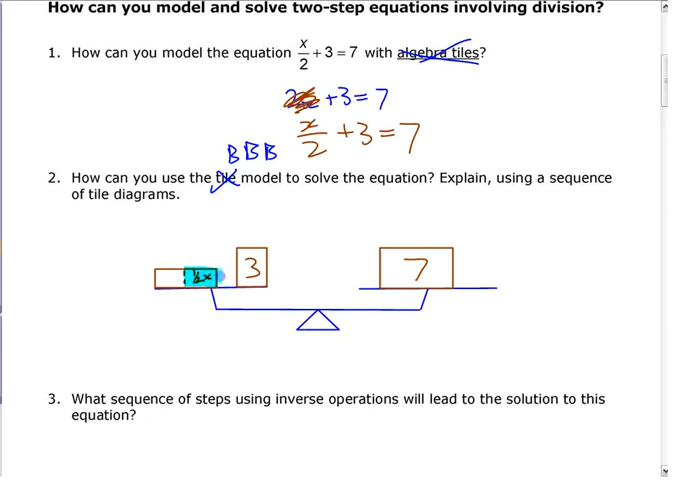 How can you model and solve two-step equations involving division?
1. How can you model the equation x/2 + 3 = 7 with algebra tiles?
+3=7
x/2 +3=7
BBB
2. How can you use the tile model to solve the equation? Explain, using a sequence
of tile diagrams.
½x 3 7
3. What sequence of steps using inverse operations will lead to the solution to this
equation?